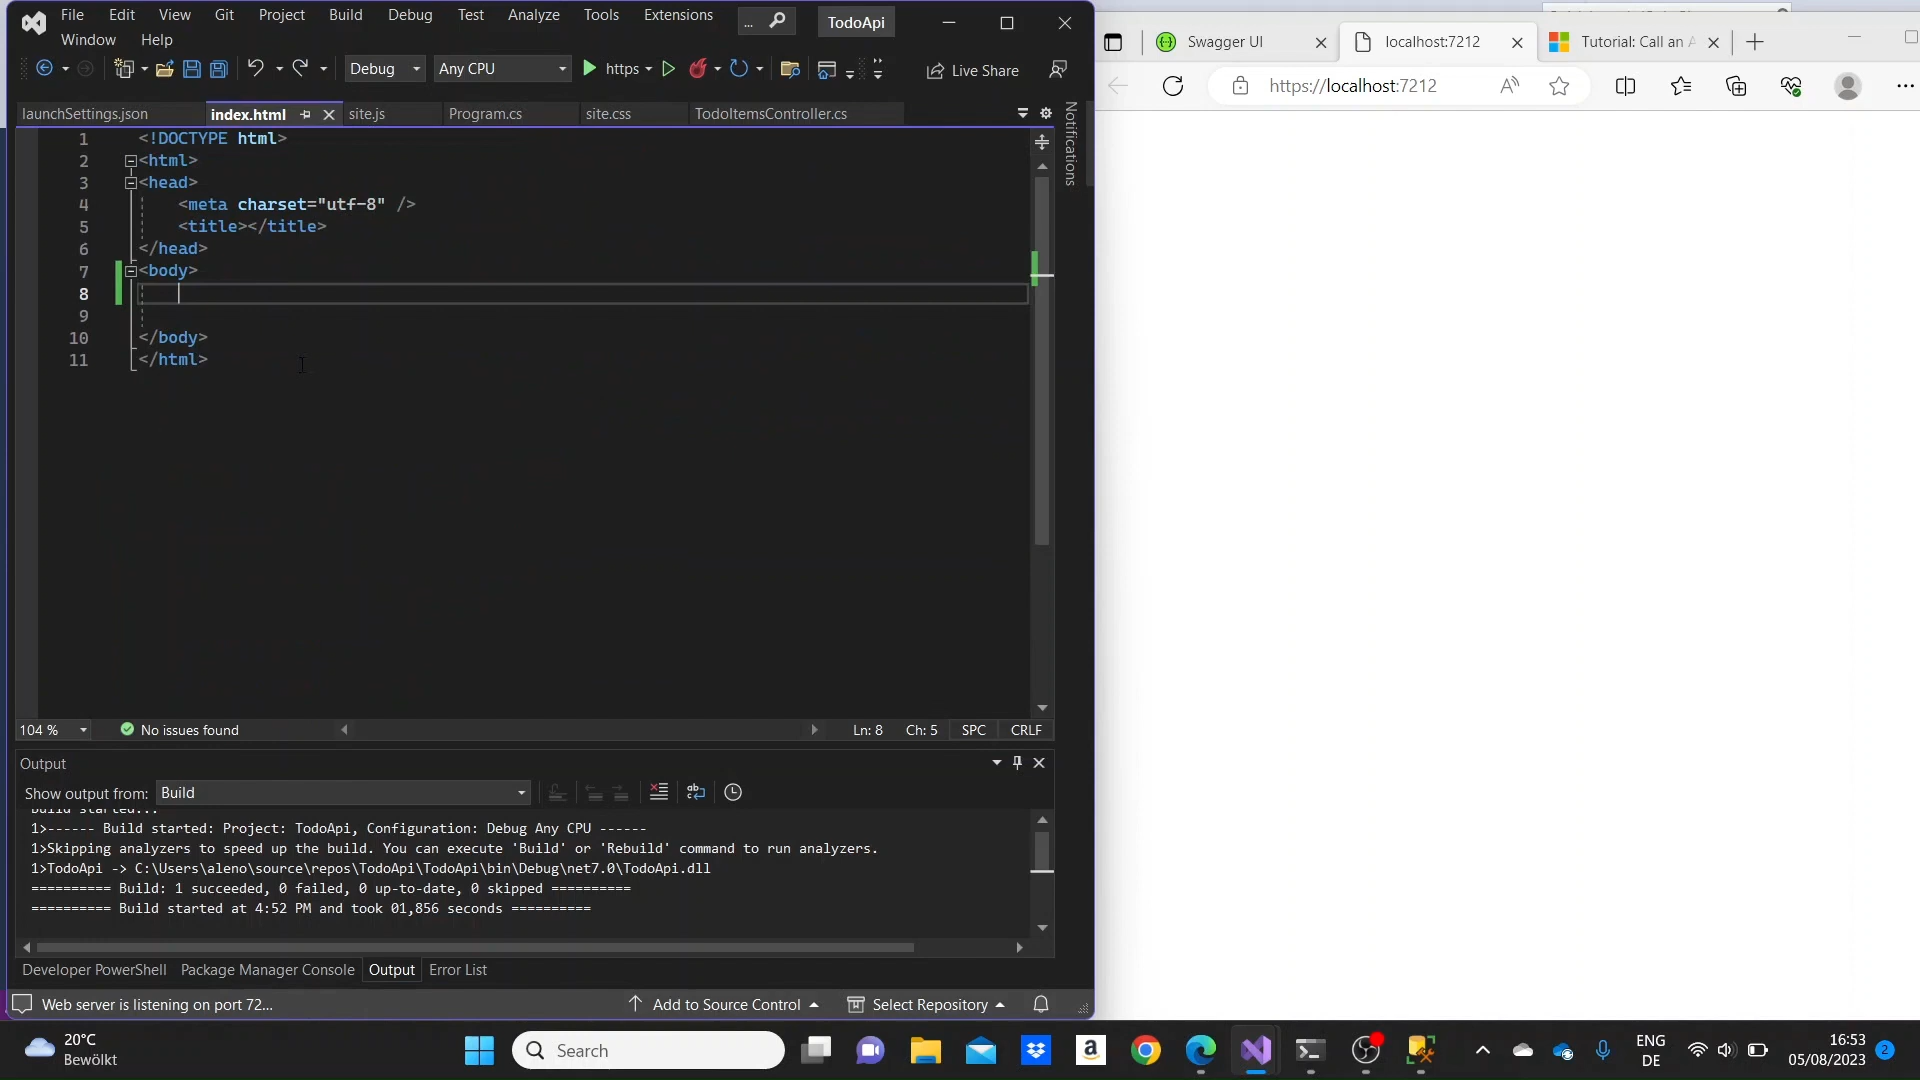 File Edit View Git Project Build Debug Test Analyze Tools Extensions ... TodoApi
Window Help
Debug Any CPU https Live Share
launchSettings.json index.html site.js Program.cs site.css TodoItemsController.cs
Notifications
1 <!DOCTYPE html>
2 <html>
3 <head>
4 <meta charset="utf-8" />
5 <title></title>
6 </head>
7 <body>
8
9
10 </body>
11 </html>
104 % No issues found Ln: 8 Ch: 5 SPC CRLF
Output
Show output from: Build
Build started...
1>------ Build started: Project: TodoApi, Configuration: Debug Any CPU ------
1>Skipping analyzers to speed up the build. You can execute 'Build' or 'Rebuild' command to run analyzers.
1>TodoApi -> C:\Users\aleno\source\repos\TodoApi\TodoApi\bin\Debug\net7.0\TodoApi.dll
========== Build: 1 succeeded, 0 failed, 0 up-to-date, 0 skipped ==========
========== Build started at 4:52 PM and took 01,856 seconds ==========
Developer PowerShell Package Manager Console Output Error List
Web server is listening on port 72... Add to Source Control Select Repository
Swagger UI localhost:7212 Tutorial: Call an A
https://localhost:7212
20°C
Bewölkt
Search
ENG
DE
16:53
05/08/2023
2